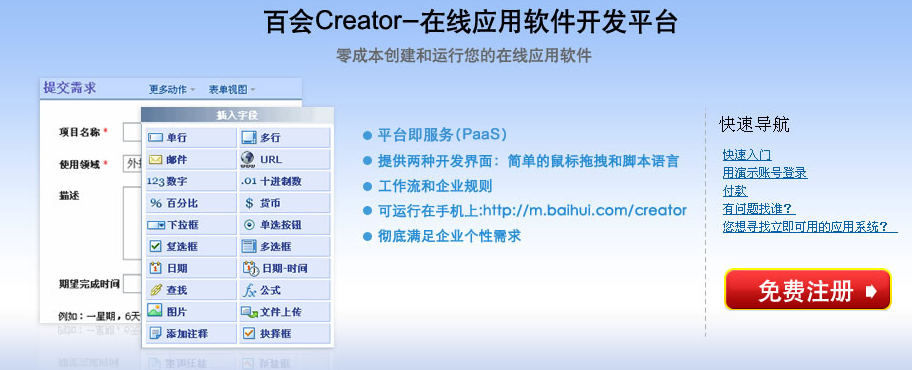 百会Creator—在线应用软件开发平台
零成本创建和运行您的在线应用软件
提交需求
更多动作
表单视图
插入字段
项目名称 *
使用领域 *
描述
期望完成时间
例如：一星期，6天
单行
多行
邮件
URL
123 数字
.01 十进制数
% 百分比
$ 货币
下拉框
单选按钮
复选框
多选框
日期
日期-时间
查找
fx 公式
图片
文件上传
添加注释
抉择框
平台即服务(PaaS)
提供两种开发界面：简单的鼠标拖拽和脚本语言
工作流和企业规则
可运行在手机上:http://m.baihui.com/creator
彻底满足企业个性需求
快速导航
快速入门
用演示账号登录
付款
有问题找谁？
您想寻找立即可用的应用系统？
免费注册